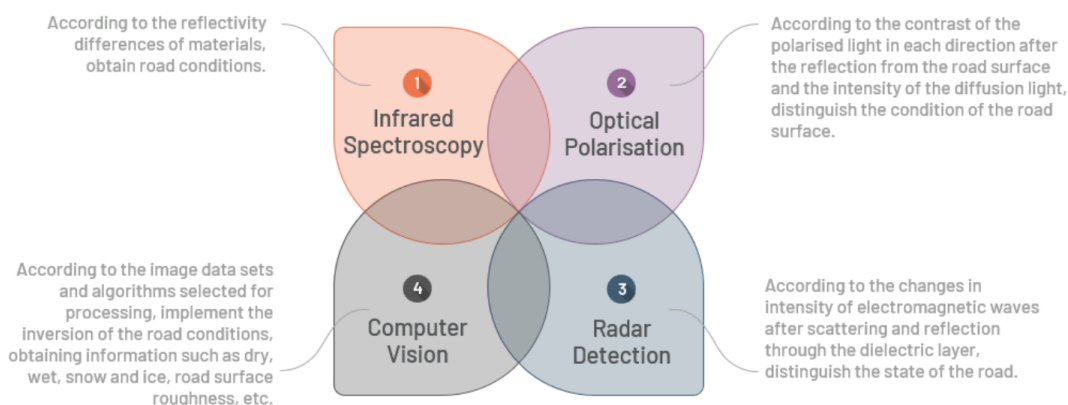 According to the reflectivity
differences of materials,
obtain road conditions.
1
Infrared
Spectroscopy
According to the contrast of the
polarised light in each direction after
the reflection from the road surface
and the intensity of the diffusion light,
distinguish the condition of the road
surface.
2
Optical
Polarisation
According to the image data sets
and algorithms selected for
processing, implement the
inversion of the road conditions,
obtaining information such as dry,
wet, snow and ice, road surface
roughness, etc.
4
Computer
Vision
3
Radar
Detection
According to the changes in
intensity of electromagnetic waves
after scattering and reflection
through the dielectric layer,
distinguish the state of the road.